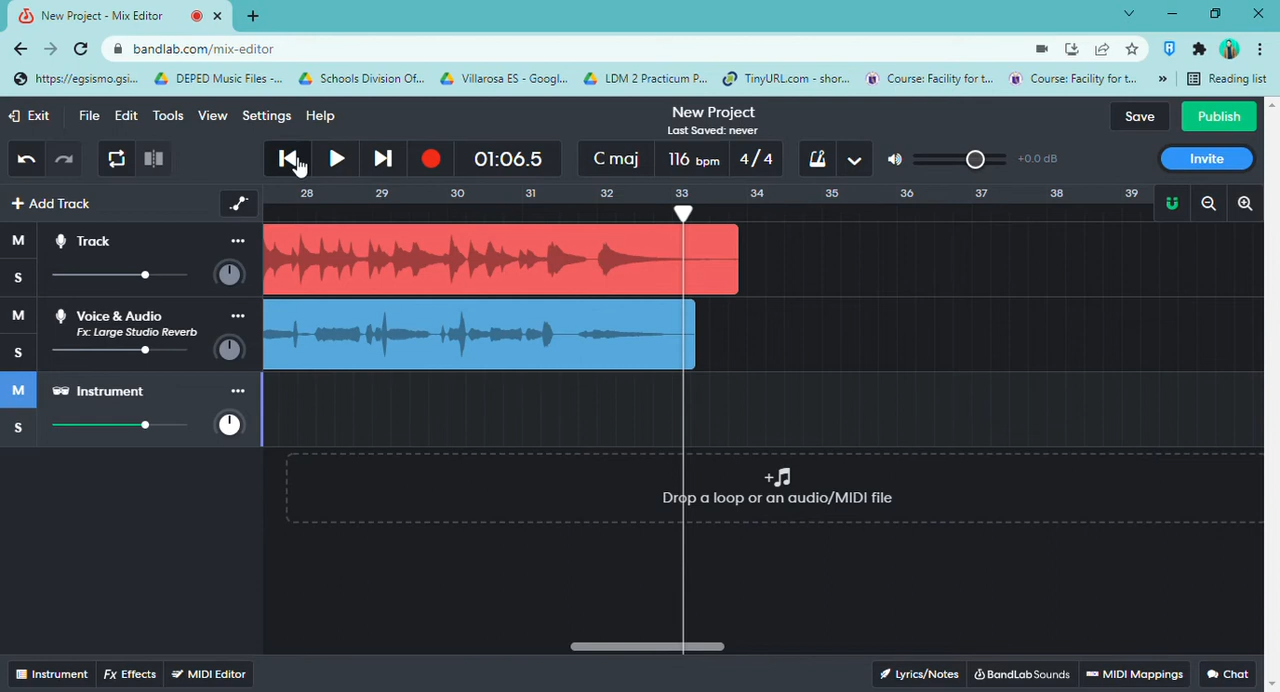 New Project - Mix Editor
bandlab.com/mix-editor
https://egsismo.gsi...
DEPED Music Files -...
Schools Division Of...
Villarosa ES - Googl...
LDM 2 Practicum P...
TinyURL.com - shor...
Course: Facility for t...
Course: Facility for t...
»
Reading list
Exit
File
Edit
Tools
View
Settings
Help
New Project
Last Saved: never
Save
Publish
01:06.5
C maj
116 bpm
4/4
+0.0 dB
Invite
+ Add Track
28 29 30 31 32 33 34 35 36 37 38 39
M
Track
S
M
Voice & Audio
Fx: Large Studio Reverb
S
M
Instrument
S
Drop a loop or an audio/MIDI file
Instrument
Fx Effects
MIDI Editor
Lyrics/Notes
BandLab Sounds
MIDI Mappings
Chat